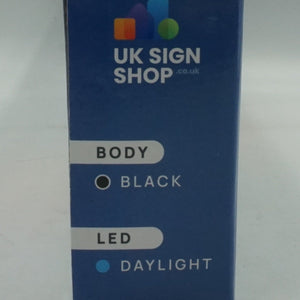 UK SIGN
SHOP .co.uk
BODY
BLACK
LED
DAYLIGHT